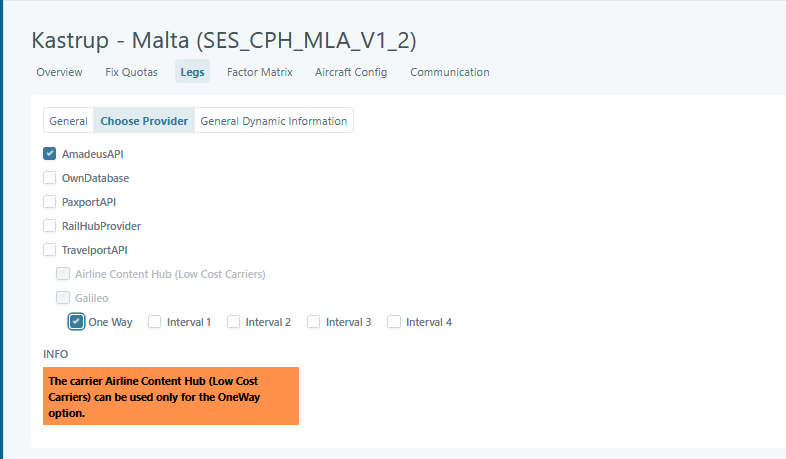 Kastrup - Malta (SES_CPH_MLA_V1_2)
Overview Fix Quotas Legs Factor Matrix Aircraft Config Communication
General Choose Provider General Dynamic Information
AmadeusAPI
OwnDatabase
PaxportAPI
RailHubProvider
TravelportAPI
Airline Content Hub (Low Cost Carriers)
Galileo
One Way Interval 1 Interval 2 Interval 3 Interval 4
INFO
The carrier Airline Content Hub (Low Cost
Carriers) can be used only for the OneWay
option.